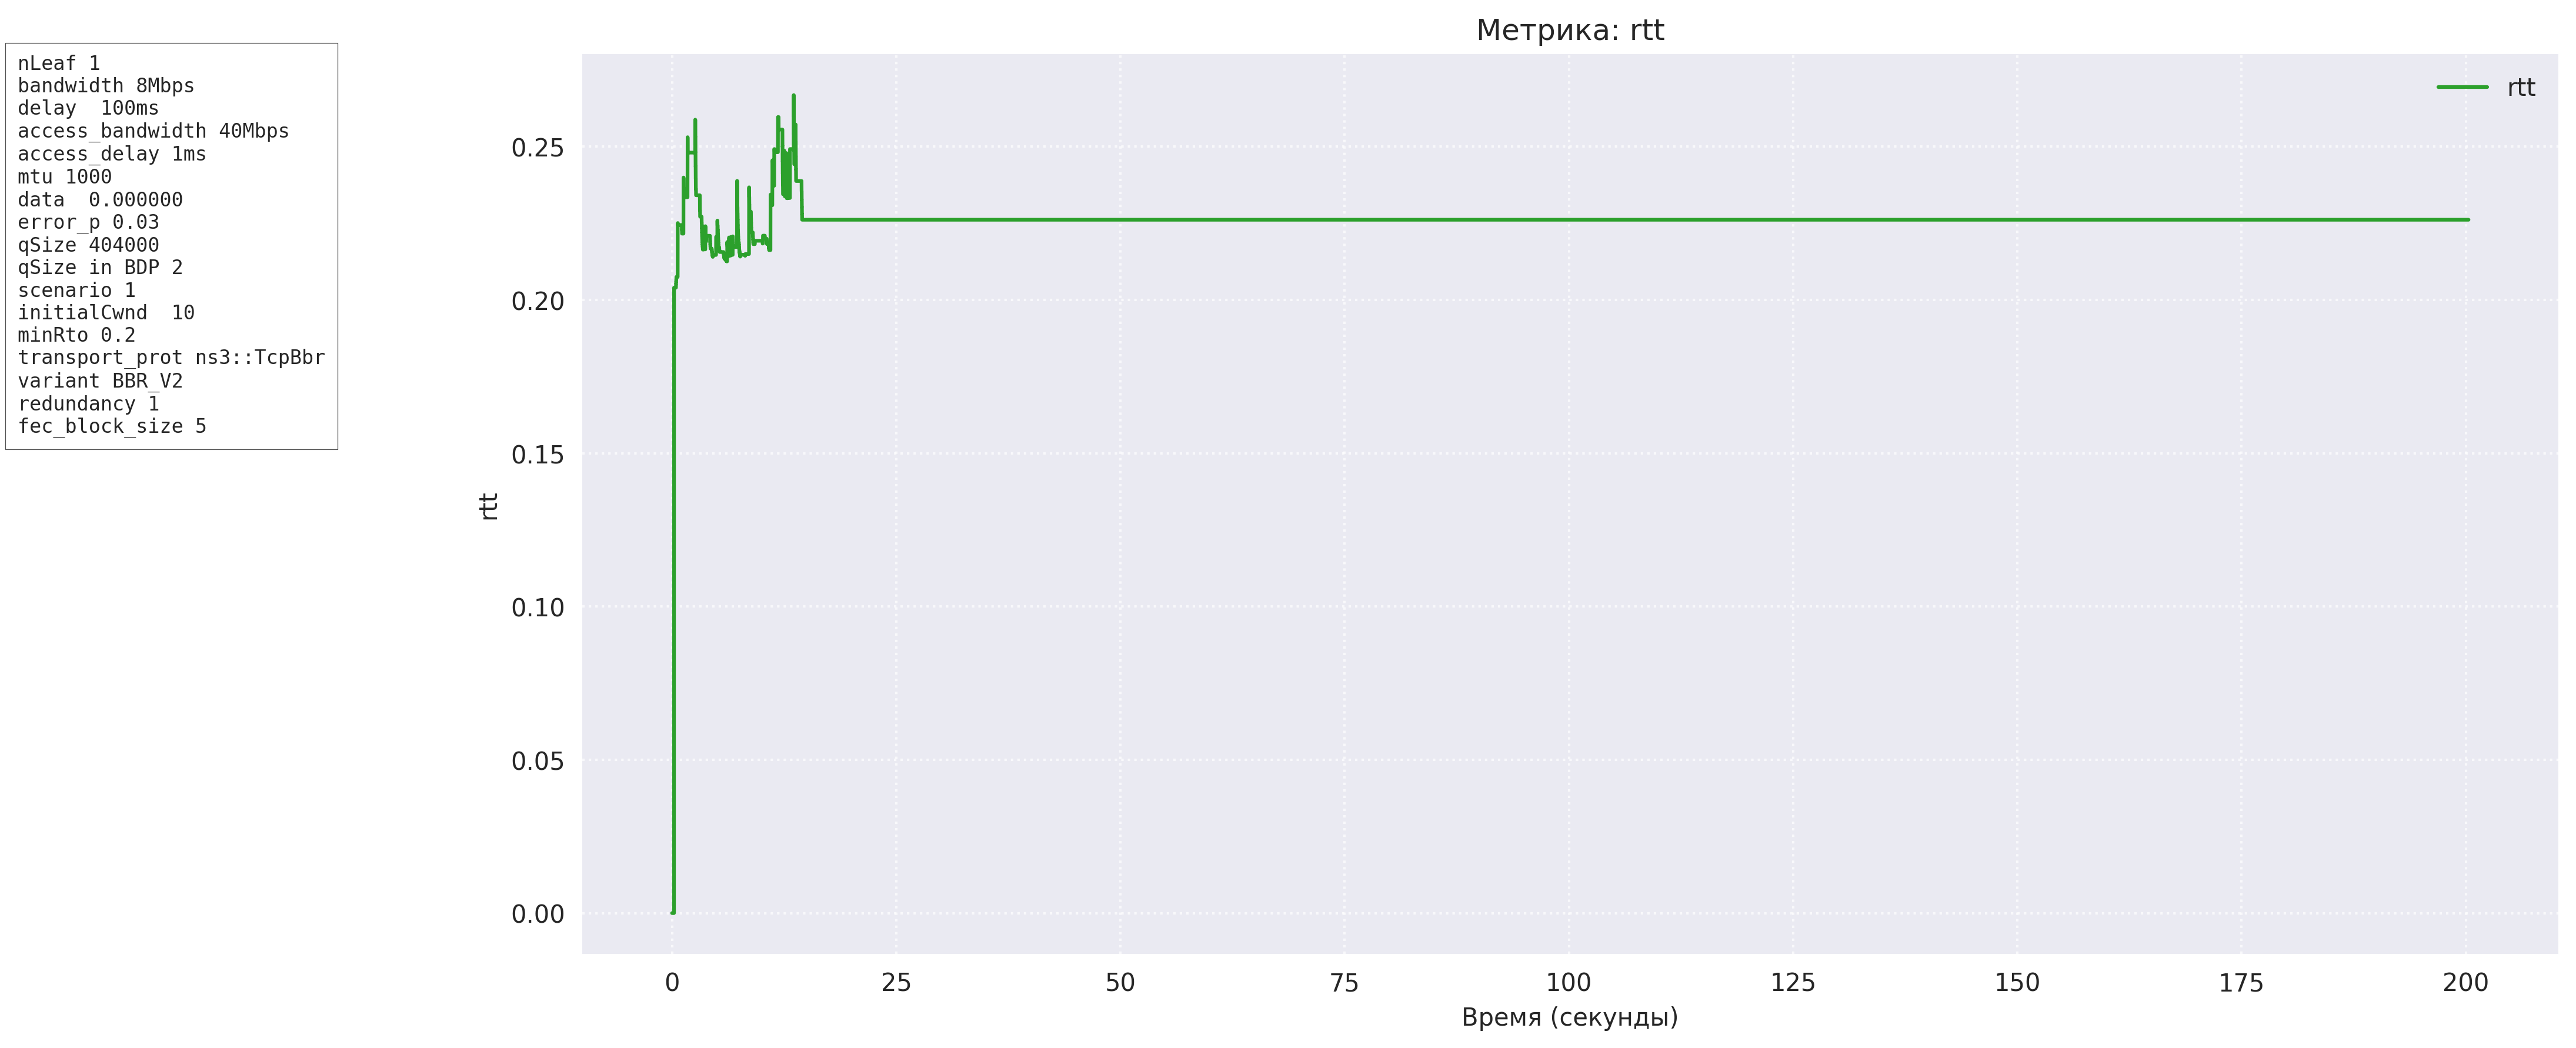 Метрика: rtt
nLeaf 1
bandwidth 8Mbps
delay  100ms
access_bandwidth 40Mbps
access_delay 1ms
mtu 1000
data  0.000000
error_p 0.03
qSize 404000
qSize in BDP 2
scenario 1
initialCwnd  10
minRto 0.2
transport_prot ns3::TcpBbr
variant BBR_V2
redundancy 1
fec_block_size 5
rtt
0.25
0.20
0.15
0.10
0.05
0.00
rtt
0 25 50 75 100 125 150 175 200
Время (секунды)